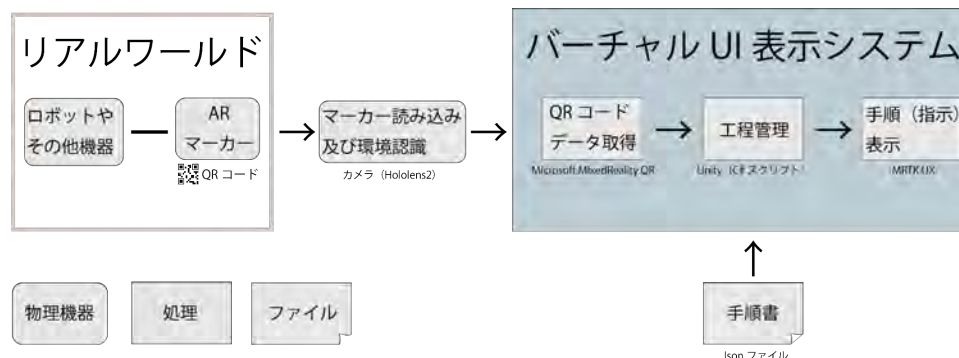 リアルワールド
ロボットや
その他機器
AR
マーカー
QR コード
マーカー読み込み
及び環境認識
カメラ（Hololens2）
バーチャル UI 表示システム
QR コード
データ取得
Microsoft.MixedReality.QR
工程管理
Unity（C#スクリプト）
手順（指示）
表示
MRTK UX
物理機器
処理
ファイル
手順書
Json ファイル